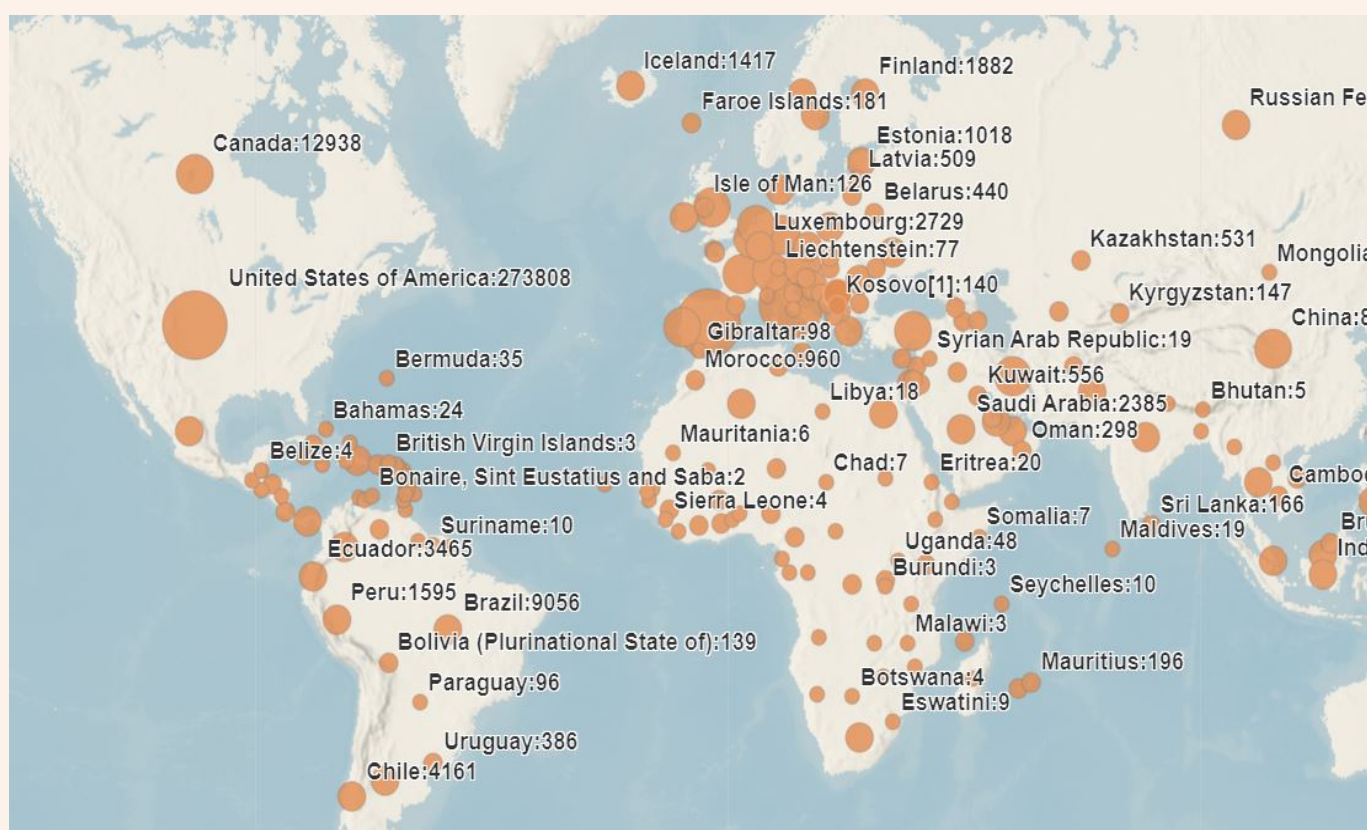 Iceland:1417
Finland:1882
Faroe Islands:181
Russian Fe
Canada:12938
Estonia:1018
Latvia:509
Isle of Man:126
Belarus:440
Luxembourg:2729
Kazakhstan:531
Liechtenstein:77
Mongolia
United States of America:273808
Kosovo[1]:140
Kyrgyzstan:147
China:8
Gibraltar:98
Syrian Arab Republic:19
Bermuda:35
Morocco:960
Kuwait:556
Libya:18
Bhutan:5
Bahamas:24
Saudi Arabia:2385
Oman:298
Mauritania:6
British Virgin Islands:3
Belize:4
Chad:7
Eritrea:20
Bonaire, Sint Eustatius and Saba:2
Cambod
Sierra Leone:4
Sri Lanka:166
Somalia:7
Suriname:10
Maldives:19
Br
Uganda:48
Ecuador:3465
Ind
Burundi:3
Seychelles:10
Peru:1595
Brazil:9056
Malawi:3
Bolivia (Plurinational State of):139
Mauritius:196
Botswana:4
Paraguay:96
Eswatini:9
Uruguay:386
Chile:4161